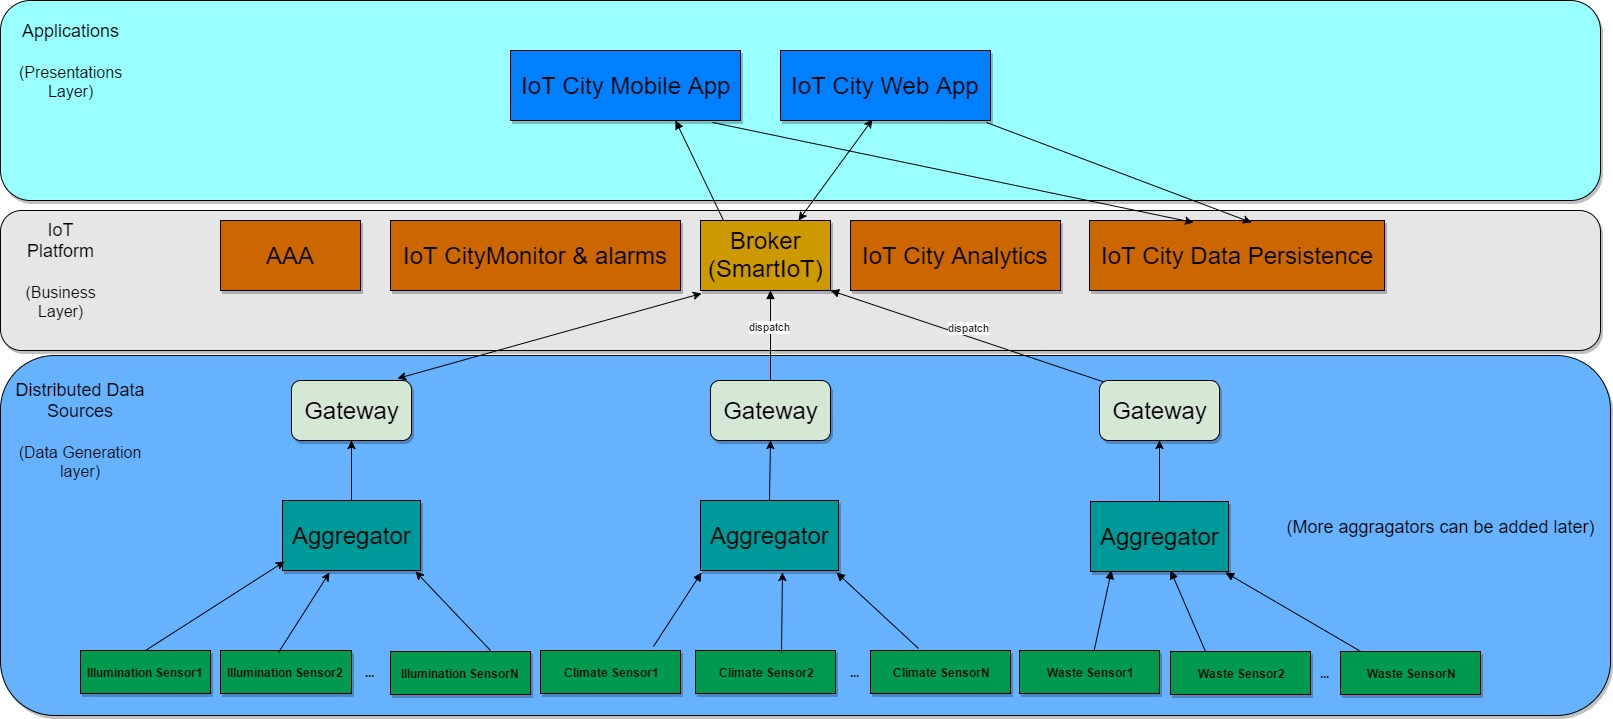 Applications
(Presentations
Layer)
IoT City Mobile App
IoT City Web App
IoT
Platform
(Business
Layer)
AAA
IoT CityMonitor & alarms
Broker
(SmartIoT)
IoT City Analytics
IoT City Data Persistence
dispatch
dispatch
Distributed Data
Sources
(Data Generation
layer)
Gateway
Gateway
Gateway
Aggregator
Aggregator
Aggregator
(More aggragators can be added later)
Illumination Sensor1
Illumination Sensor2
...
Illumination SensorN
Climate Sensor1
Climate Sensor2
...
Climate SensorN
Waste Sensor1
Waste Sensor2
...
Waste SensorN